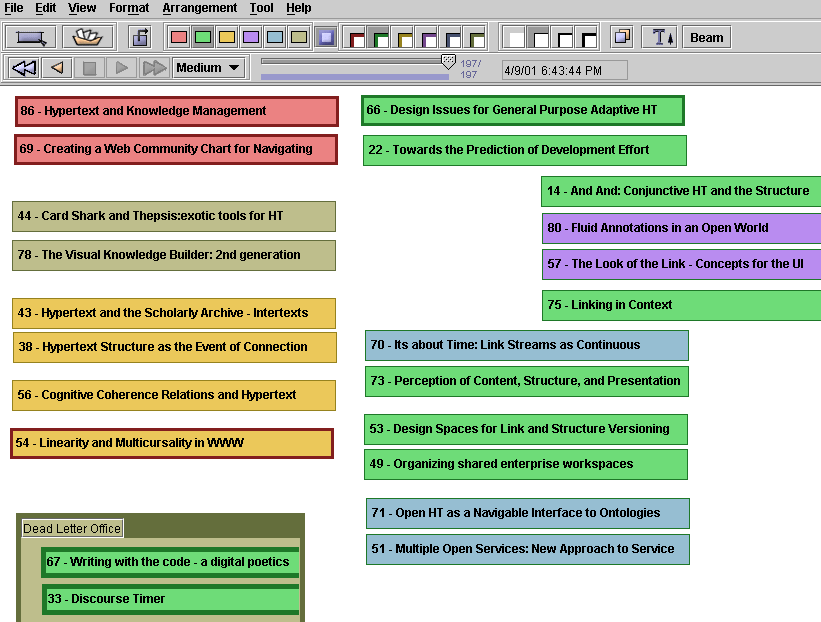 File Edit View Format Arrangement Tool Help
Beam
Medium
197/
197
4/9/01 6:43:44 PM
86 - Hypertext and Knowledge Management
69 - Creating a Web Community Chart for Navigating
44 - Card Shark and Thepsis:exotic tools for HT
78 - The Visual Knowledge Builder: 2nd generation
43 - Hypertext and the Scholarly Archive - Intertexts
38 - Hypertext Structure as the Event of Connection
56 - Cognitive Coherence Relations and Hypertext
54 - Linearity and Multicursality in WWW
Dead Letter Office
67 - Writing with the code - a digital poetics
33 - Discourse Timer
66 - Design Issues for General Purpose Adaptive HT
22 - Towards the Prediction of Development Effort
14 - And And: Conjunctive HT and the Structure
80 - Fluid Annotations in an Open World
57 - The Look of the Link - Concepts for the UI
75 - Linking in Context
70 - Its about Time: Link Streams as Continuous
73 - Perception of Content, Structure, and Presentation
53 - Design Spaces for Link and Structure Versioning
49 - Organizing shared enterprise workspaces
71 - Open HT as a Navigable Interface to Ontologies
51 - Multiple Open Services: New Approach to Service